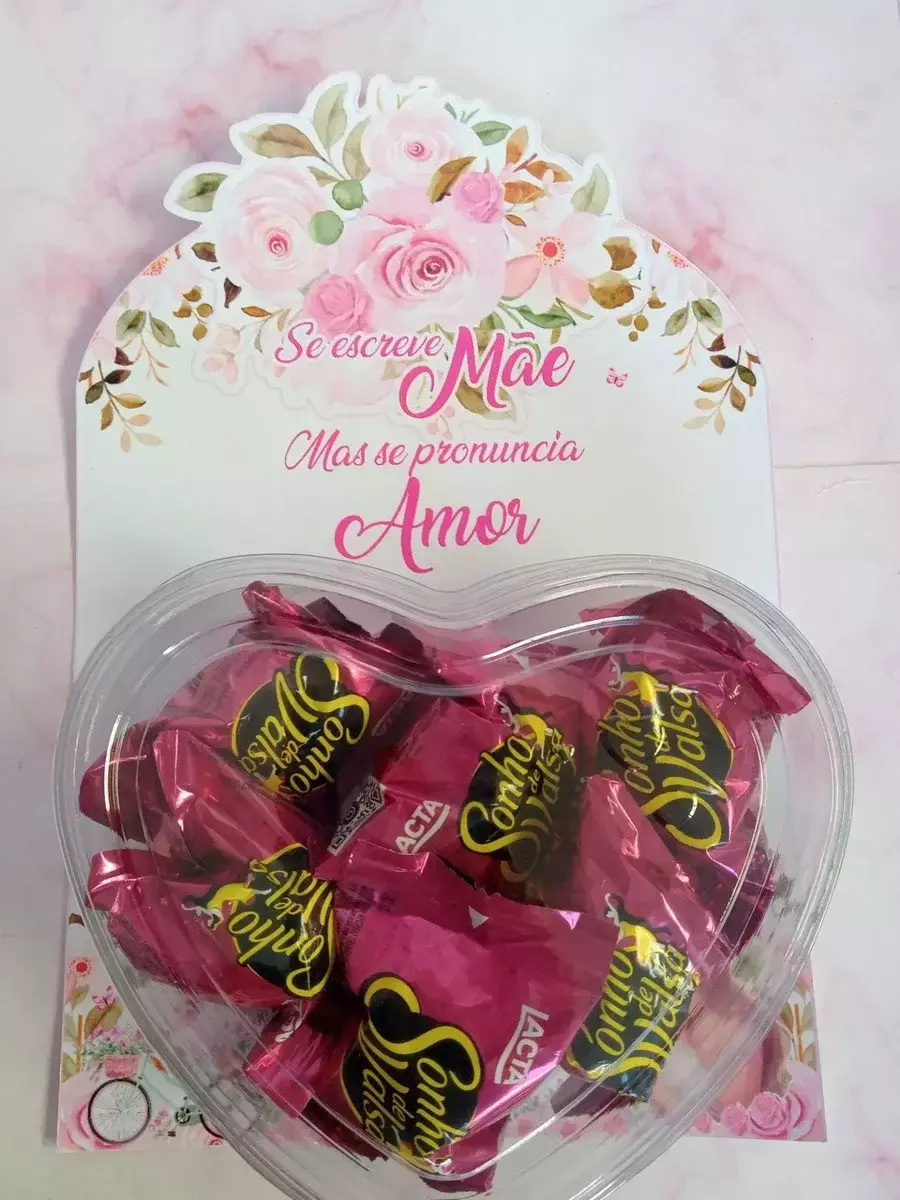 Se escreve Mãe
Mas se pronuncia
Amor
Sonho
de
Valsa
Sonho
de
Valsa
LACTA
Sonho
de
Valsa
Sonho
de
Valsa
Sonho
de
Valsa
LACTA
Sonho
de
Valsa